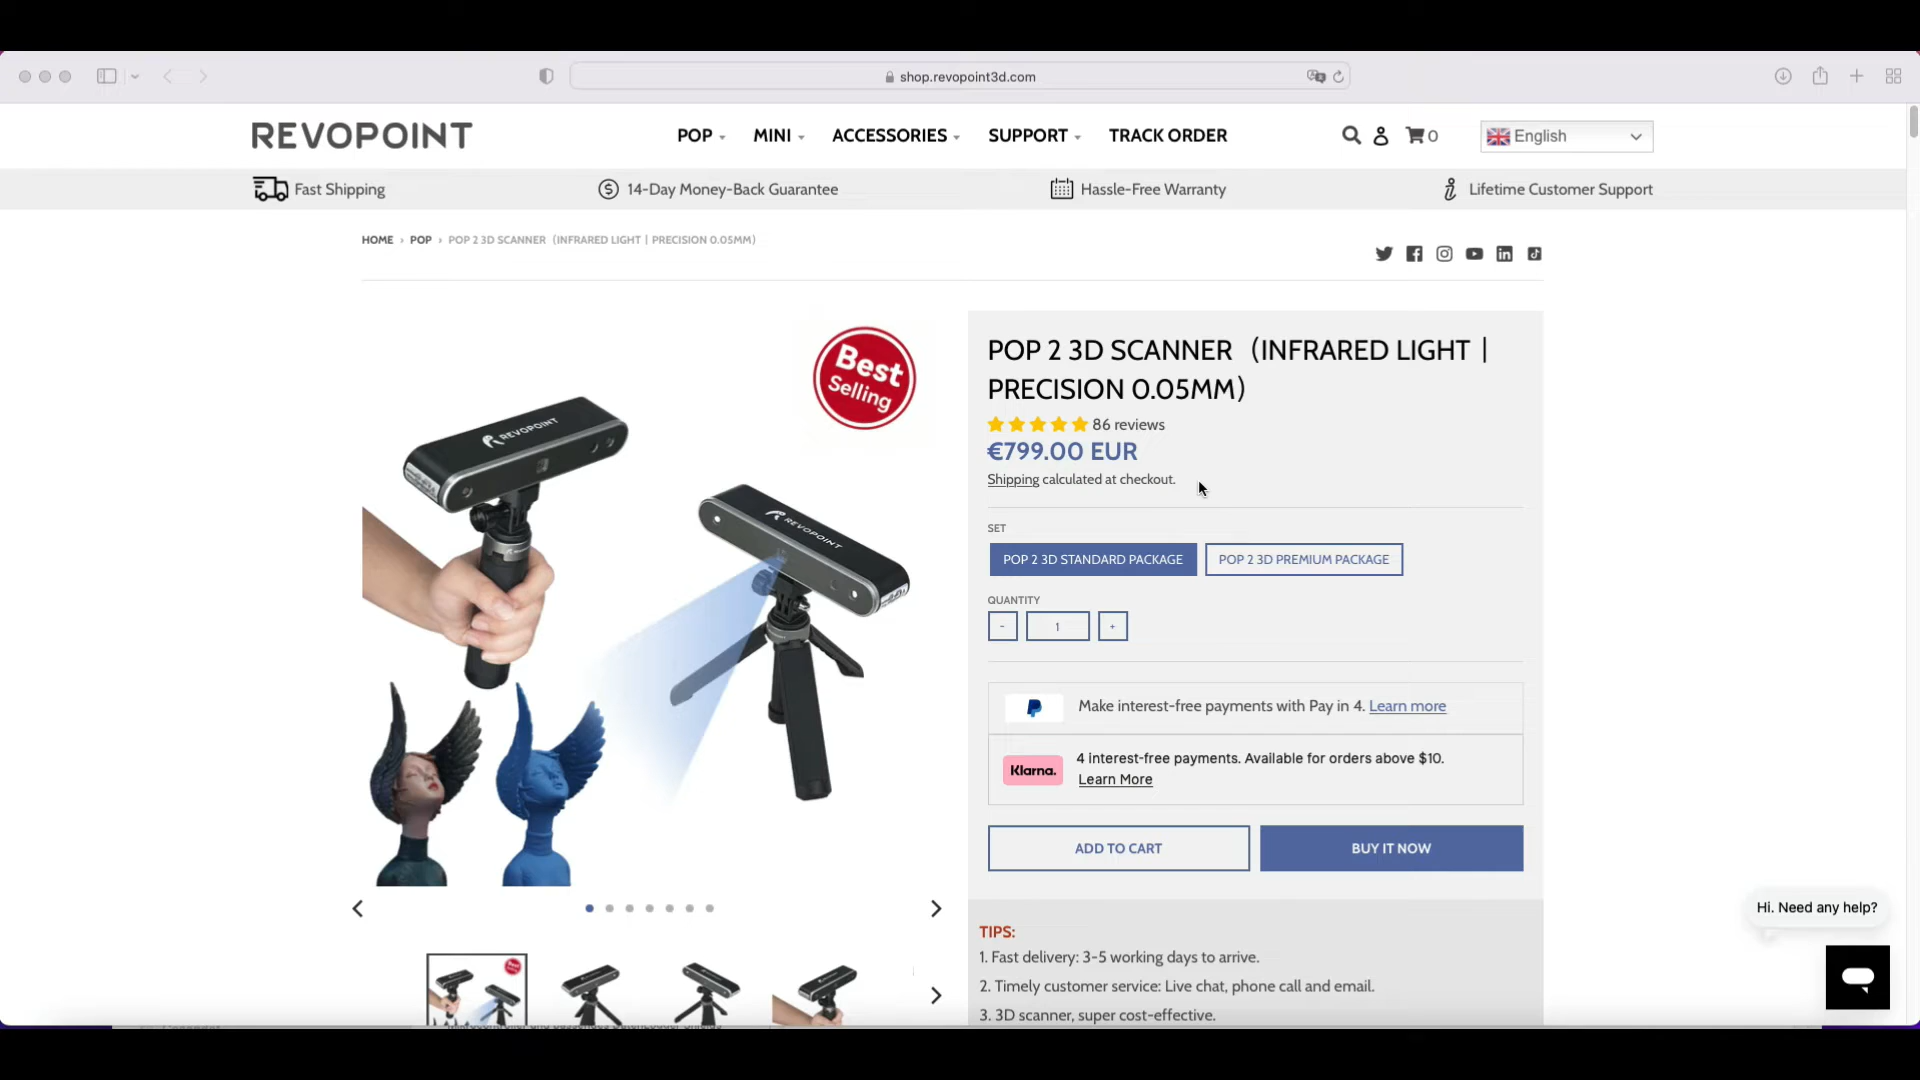 shop.revopoint3d.com
REVOPOINT
POP
MINI
ACCESSORIES
SUPPORT
TRACK ORDER
0
English
Fast Shipping
14-Day Money-Back Guarantee
Hassle-Free Warranty
Lifetime Customer Support
HOME › POP › POP 2 3D SCANNER（INFRARED LIGHT | PRECISION 0.05MM）
Best
Selling
REVOPOINT
REVOPOINT
POP 2 3D SCANNER（INFRARED LIGHT |
PRECISION 0.05MM）
86 reviews
€799.00 EUR
Shipping calculated at checkout.
SET
POP 2 3D STANDARD PACKAGE
POP 2 3D PREMIUM PACKAGE
QUANTITY
- 1 +
Make interest-free payments with Pay in 4. Learn more
Klarna.
4 interest-free payments. Available for orders above $10.
Learn More
ADD TO CART
BUY IT NOW
TIPS:
1. Fast delivery: 3-5 working days to arrive.
2. Timely customer service: Live chat, phone call and email.
3. 3D scanner, super cost-effective.
Hi. Need any help?